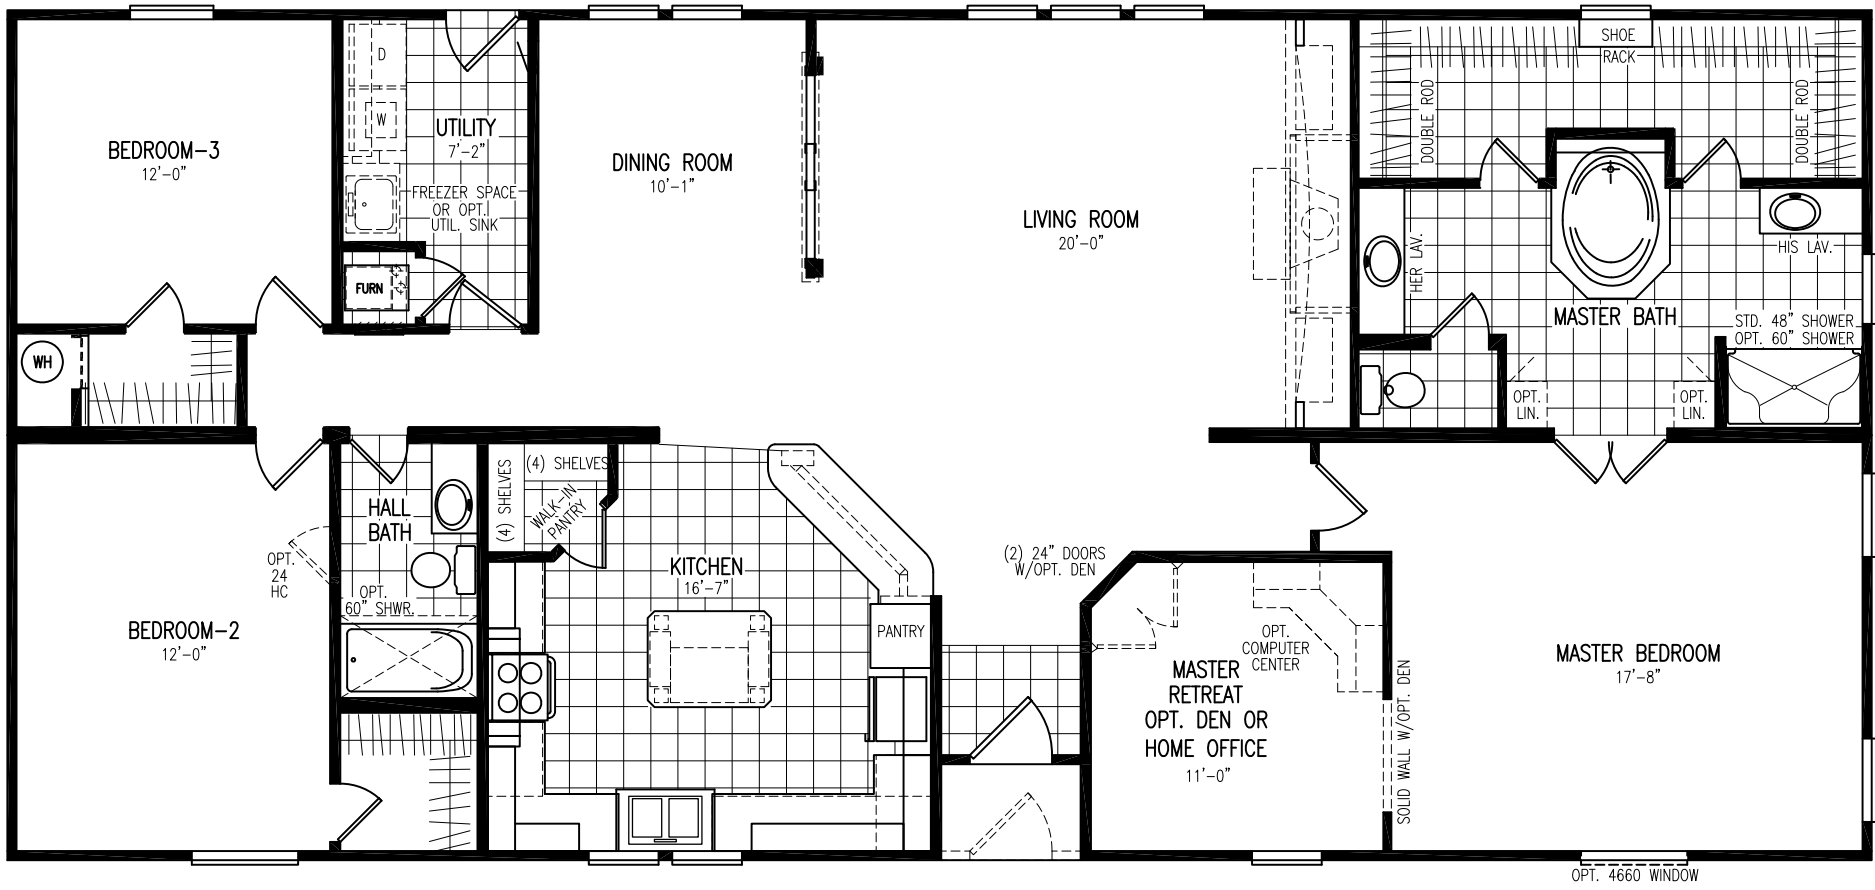 SHOE
RACK
D
W
UTILITY
7'-2"
FREEZER SPACE
OR OPT.
UTIL. SINK
FURN
BEDROOM-3
12'-0"
DINING ROOM
10'-1"
LIVING ROOM
20'-0"
DOUBLE ROD
DOUBLE ROD
HER LAV.
HIS LAV.
MASTER BATH
STD. 48" SHOWER
OPT. 60" SHOWER
OPT.
LIN.
OPT.
LIN.
WH
HALL
BATH
OPT.
24
HC
OPT.
60" SHWR.
BEDROOM-2
12'-0"
(4) SHELVES
(4) SHELVES
WALK-IN
PANTRY
KITCHEN
16'-7"
PANTRY
(2) 24" DOORS
W/OPT. DEN
OPT.
COMPUTER
CENTER
MASTER
RETREAT
OPT. DEN OR
HOME OFFICE
11'-0"
SOLID WALL W/OPT. DEN
MASTER BEDROOM
17'-8"
OPT. 4660 WINDOW